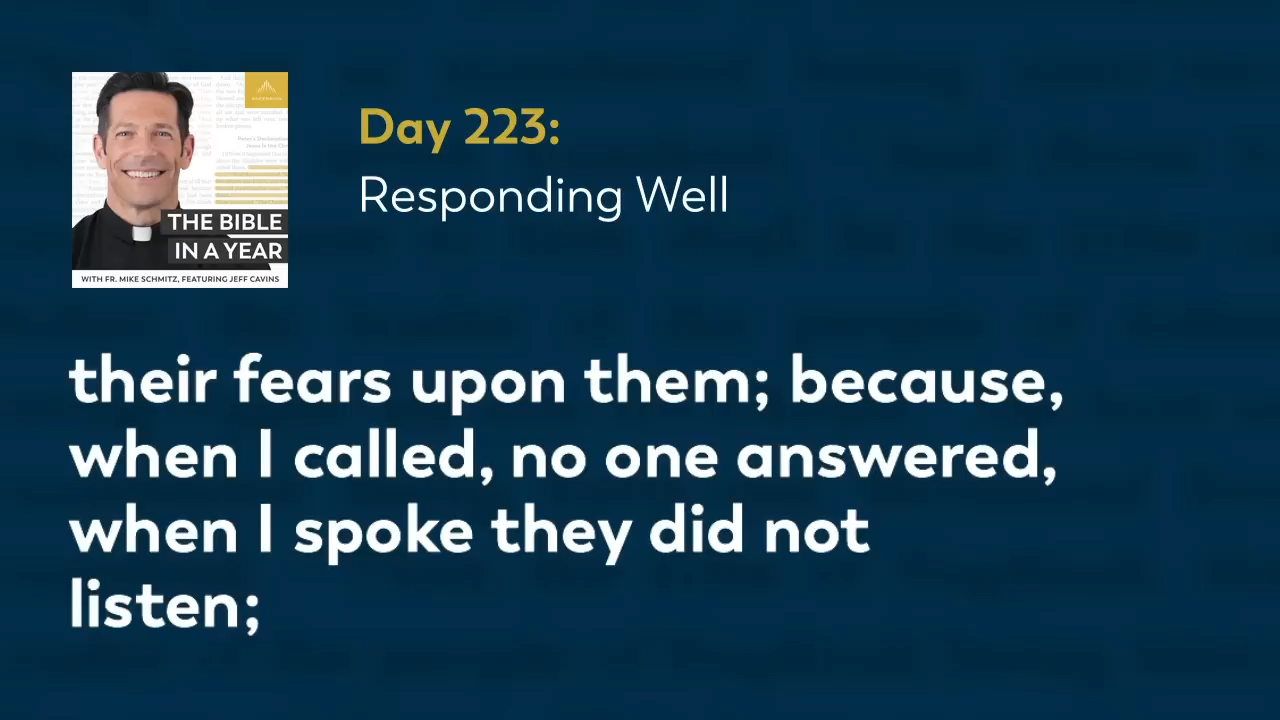 Day 223:
Responding Well
THE BIBLE
IN A YEAR
WITH FR. MIKE SCHMITZ, FEATURING JEFF CAVINS
their fears upon them; because,
when I called, no one answered,
when I spoke they did not
listen;